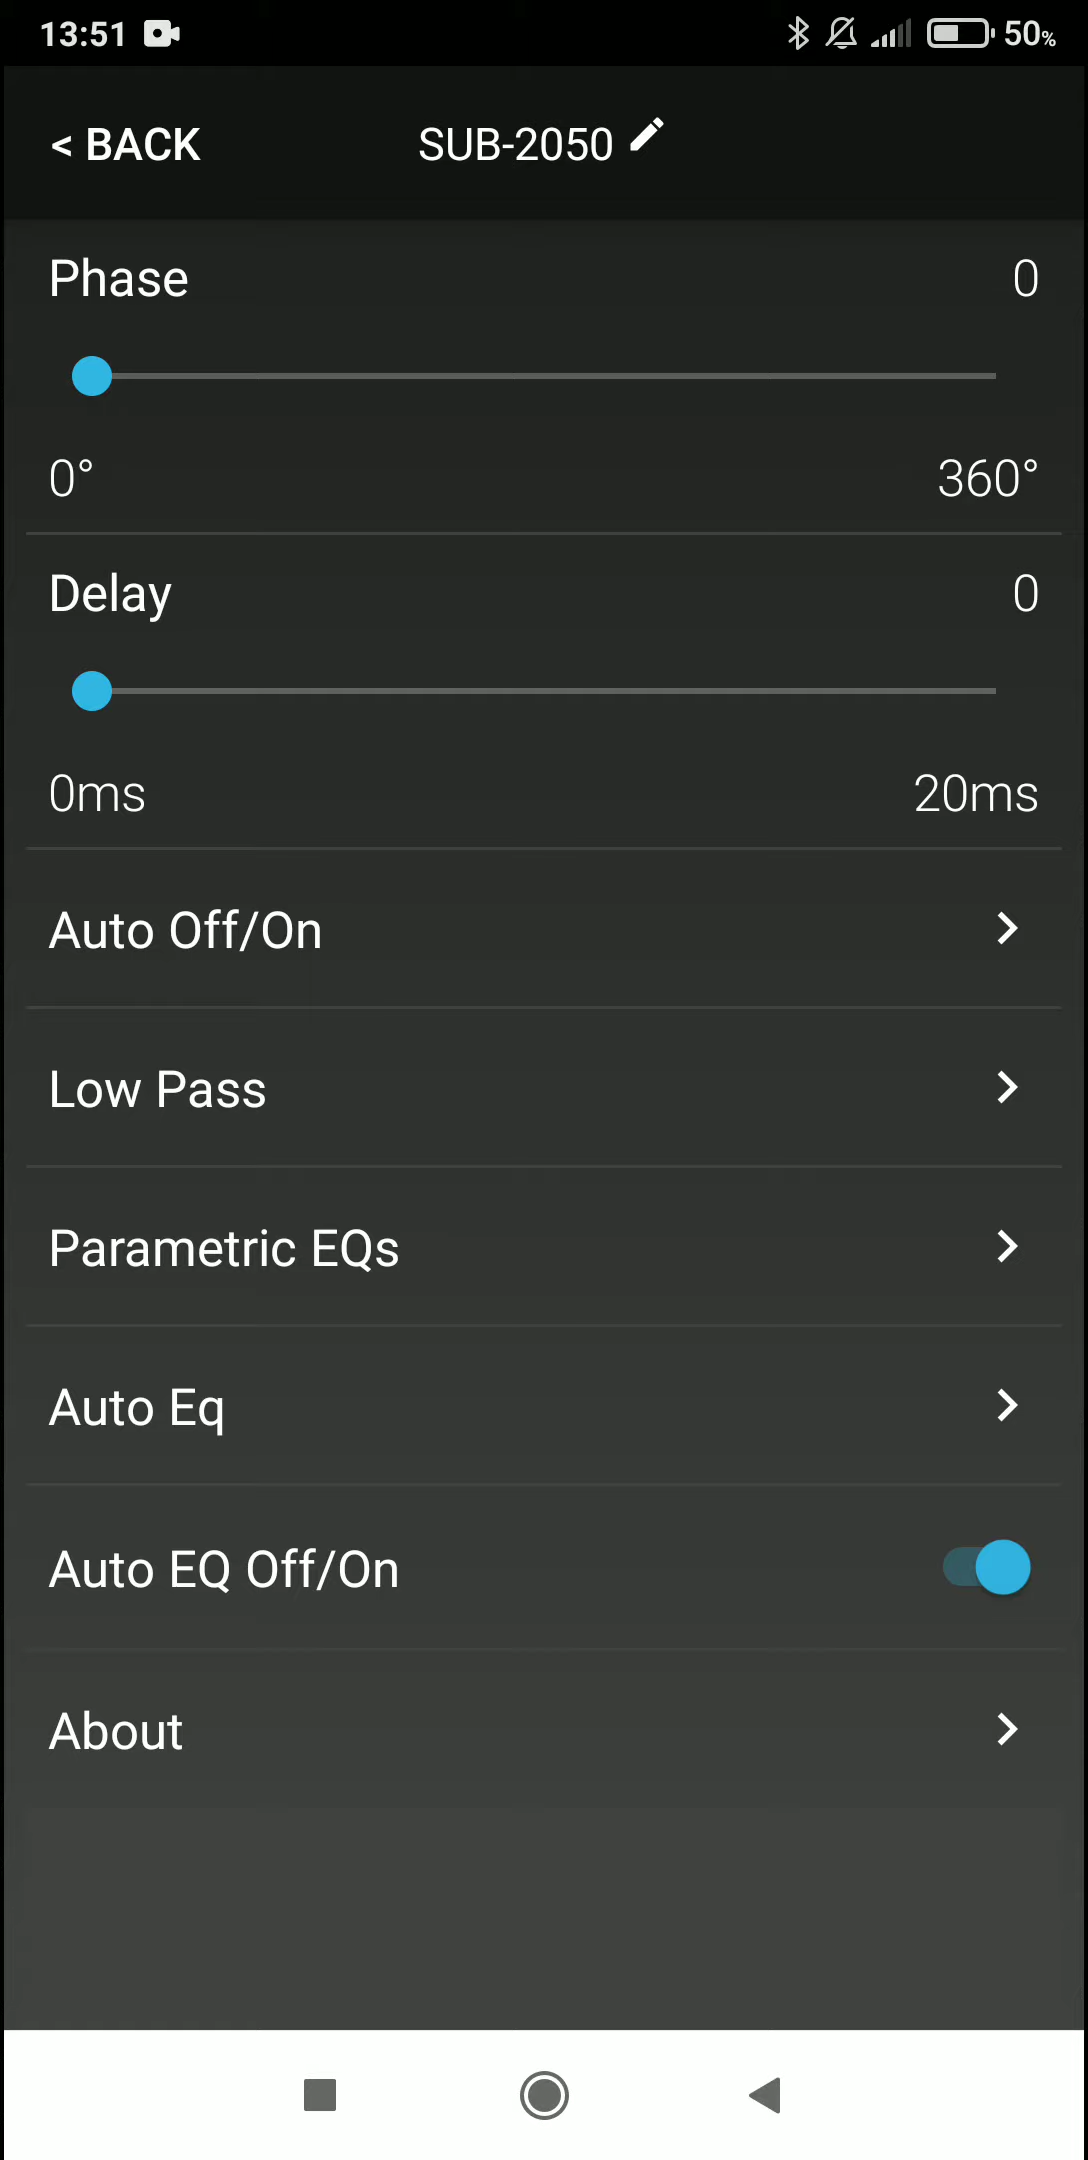 13:51 50%
< BACK SUB-2050
Phase 0
0° 360°
Delay 0
0ms 20ms
Auto Off/On
Low Pass
Parametric EQs
Auto Eq
Auto EQ Off/On
About